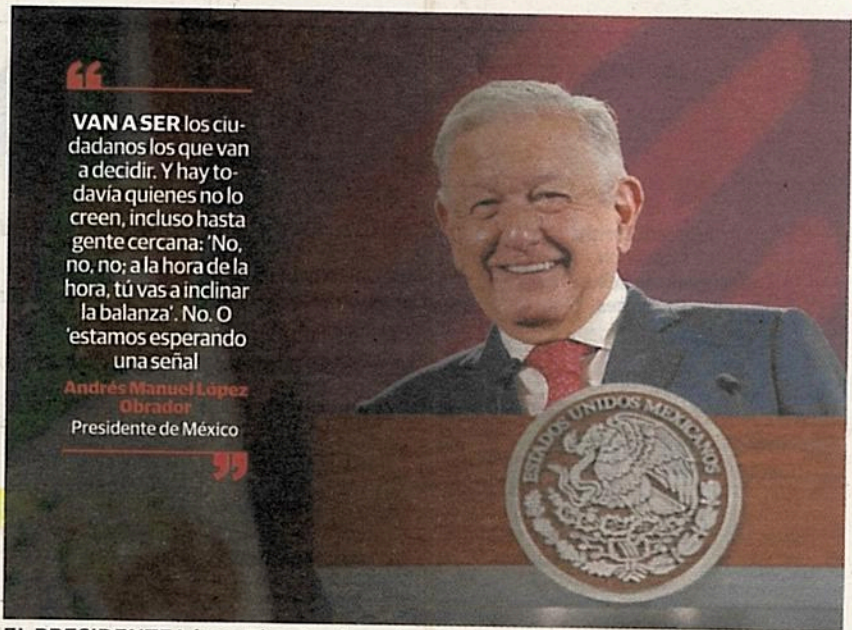 “
VAN A SER los ciu-
dadanos los que van
a decidir. Y hay to-
davía quienes no lo
creen, incluso hasta
gente cercana: 'No,
no, no; a la hora de la
hora, tú vas a inclinar
la balanza'. No. O
'estamos esperando
una señal
Andrés Manuel López
Obrador
Presidente de México
”
ESTADOS UNIDOS MEXICANOS